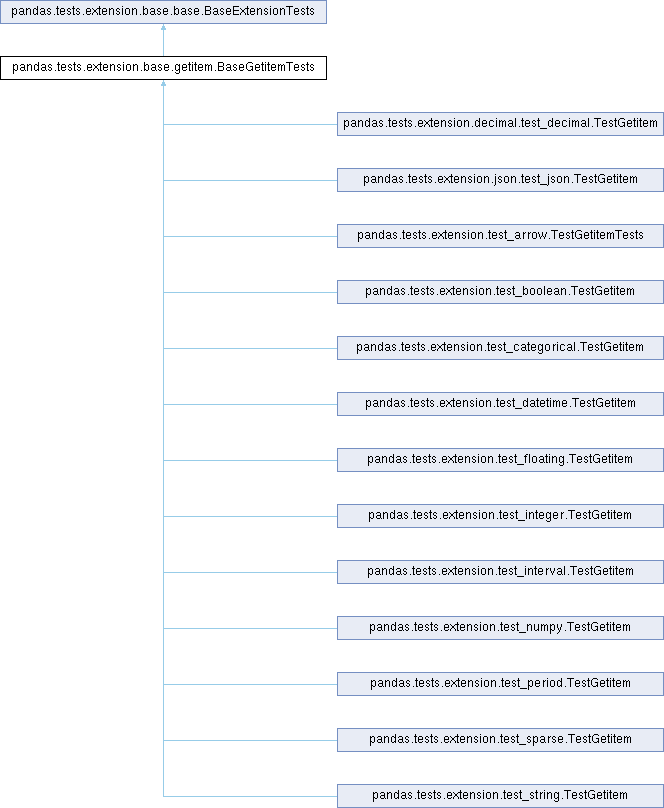 pandas.tests.extension.base.base.BaseExtensionTests
pandas.tests.extension.base.getitem.BaseGetitemTests
pandas.tests.extension.decimal.test_decimal.TestGetitem
pandas.tests.extension.json.test_json.TestGetitem
pandas.tests.extension.test_arrow.TestGetitemTests
pandas.tests.extension.test_boolean.TestGetitem
pandas.tests.extension.test_categorical.TestGetitem
pandas.tests.extension.test_datetime.TestGetitem
pandas.tests.extension.test_floating.TestGetitem
pandas.tests.extension.test_integer.TestGetitem
pandas.tests.extension.test_interval.TestGetitem
pandas.tests.extension.test_numpy.TestGetitem
pandas.tests.extension.test_period.TestGetitem
pandas.tests.extension.test_sparse.TestGetitem
pandas.tests.extension.test_string.TestGetitem